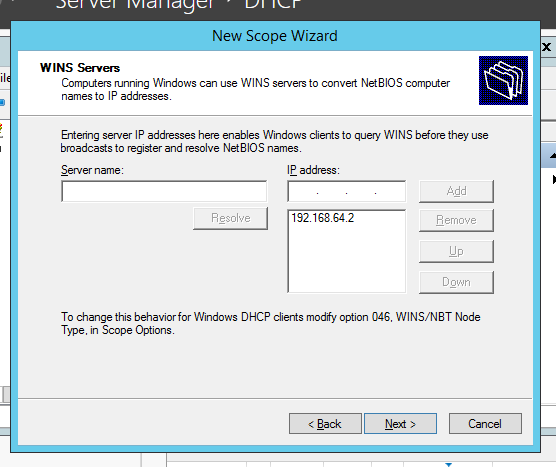 Server Manager · DHCP
New Scope Wizard
WINS Servers
Computers running Windows can use WINS servers to convert NetBIOS computer
names to IP addresses.
Entering server IP addresses here enables Windows clients to query WINS before they use
broadcasts to register and resolve NetBIOS names.
Server name:
IP address:
. . .
Add
Resolve
192.168.64.2
Remove
Up
Down
To change this behavior for Windows DHCP clients modify option 046, WINS/NBT Node
Type, in Scope Options.
< Back
Next >
Cancel